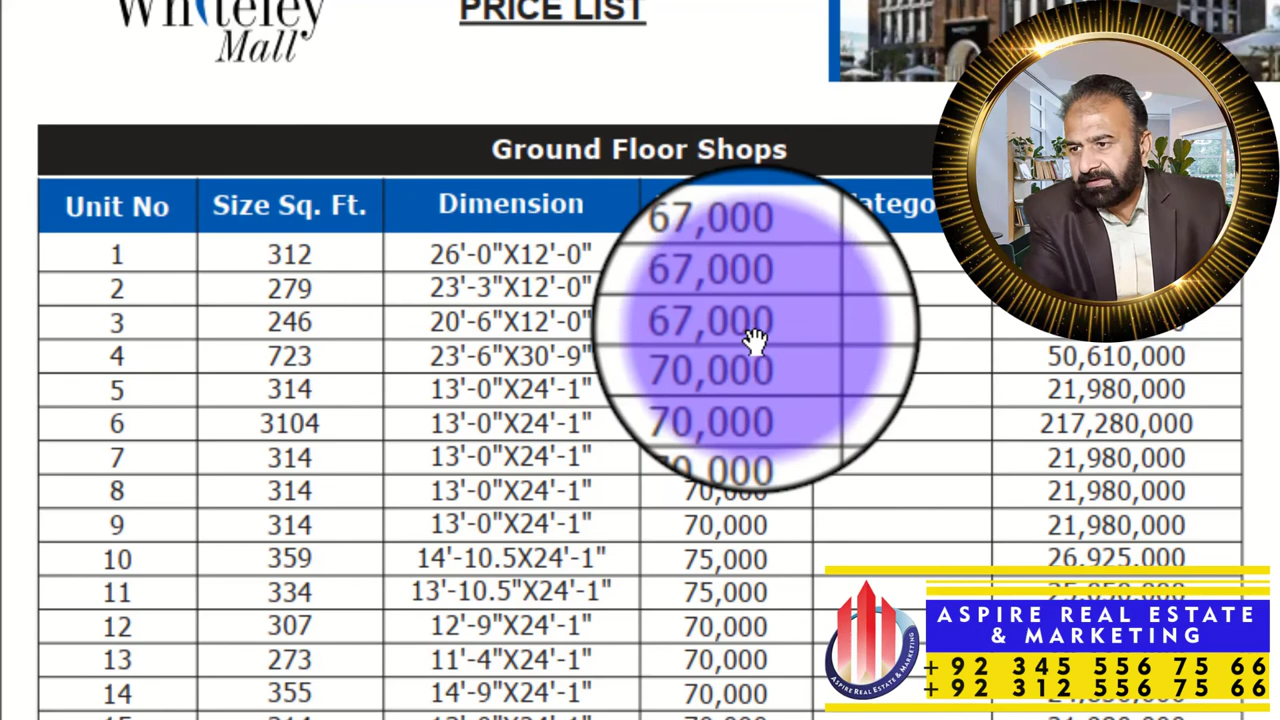 Whiteley
Mall
PRICE LIST
Ground Floor Shops
Unit No Size Sq. Ft. Dimension
1 312 26'-0"X12'-0"
2 279 23'-3"X12'-0"
3 246 20'-6"X12'-0"
4 723 23'-6"X30'-9" 50,610,000
5 314 13'-0"X24'-1" 21,980,000
6 3104 13'-0"X24'-1" 217,280,000
7 314 13'-0"X24'-1" 21,980,000
8 314 13'-0"X24'-1" 70,000 21,980,000
9 314 13'-0"X24'-1" 70,000 21,980,000
10 359 14'-10.5X24'-1" 75,000 26,925,000
11 334 13'-10.5"X24'-1" 75,000
12 307 12'-9"X24'-1" 70,000
13 273 11'-4"X24'-1" 70,000
14 355 14'-9"X24'-1" 70,000
67,000
67,000
67,000
70,000
70,000
70,000
ASPIRE REAL ESTATE
& MARKETING
+92 345 556 75 66
+92 312 556 75 66
ASPIRE REAL ESTATE & MARKETING